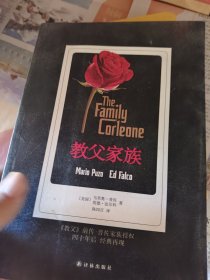 The
Family
Corleone
教父家族
Mario Puzo Ed Falco
《教父》前传 普佐家族授权
四十年后 经典再现
译林出版社